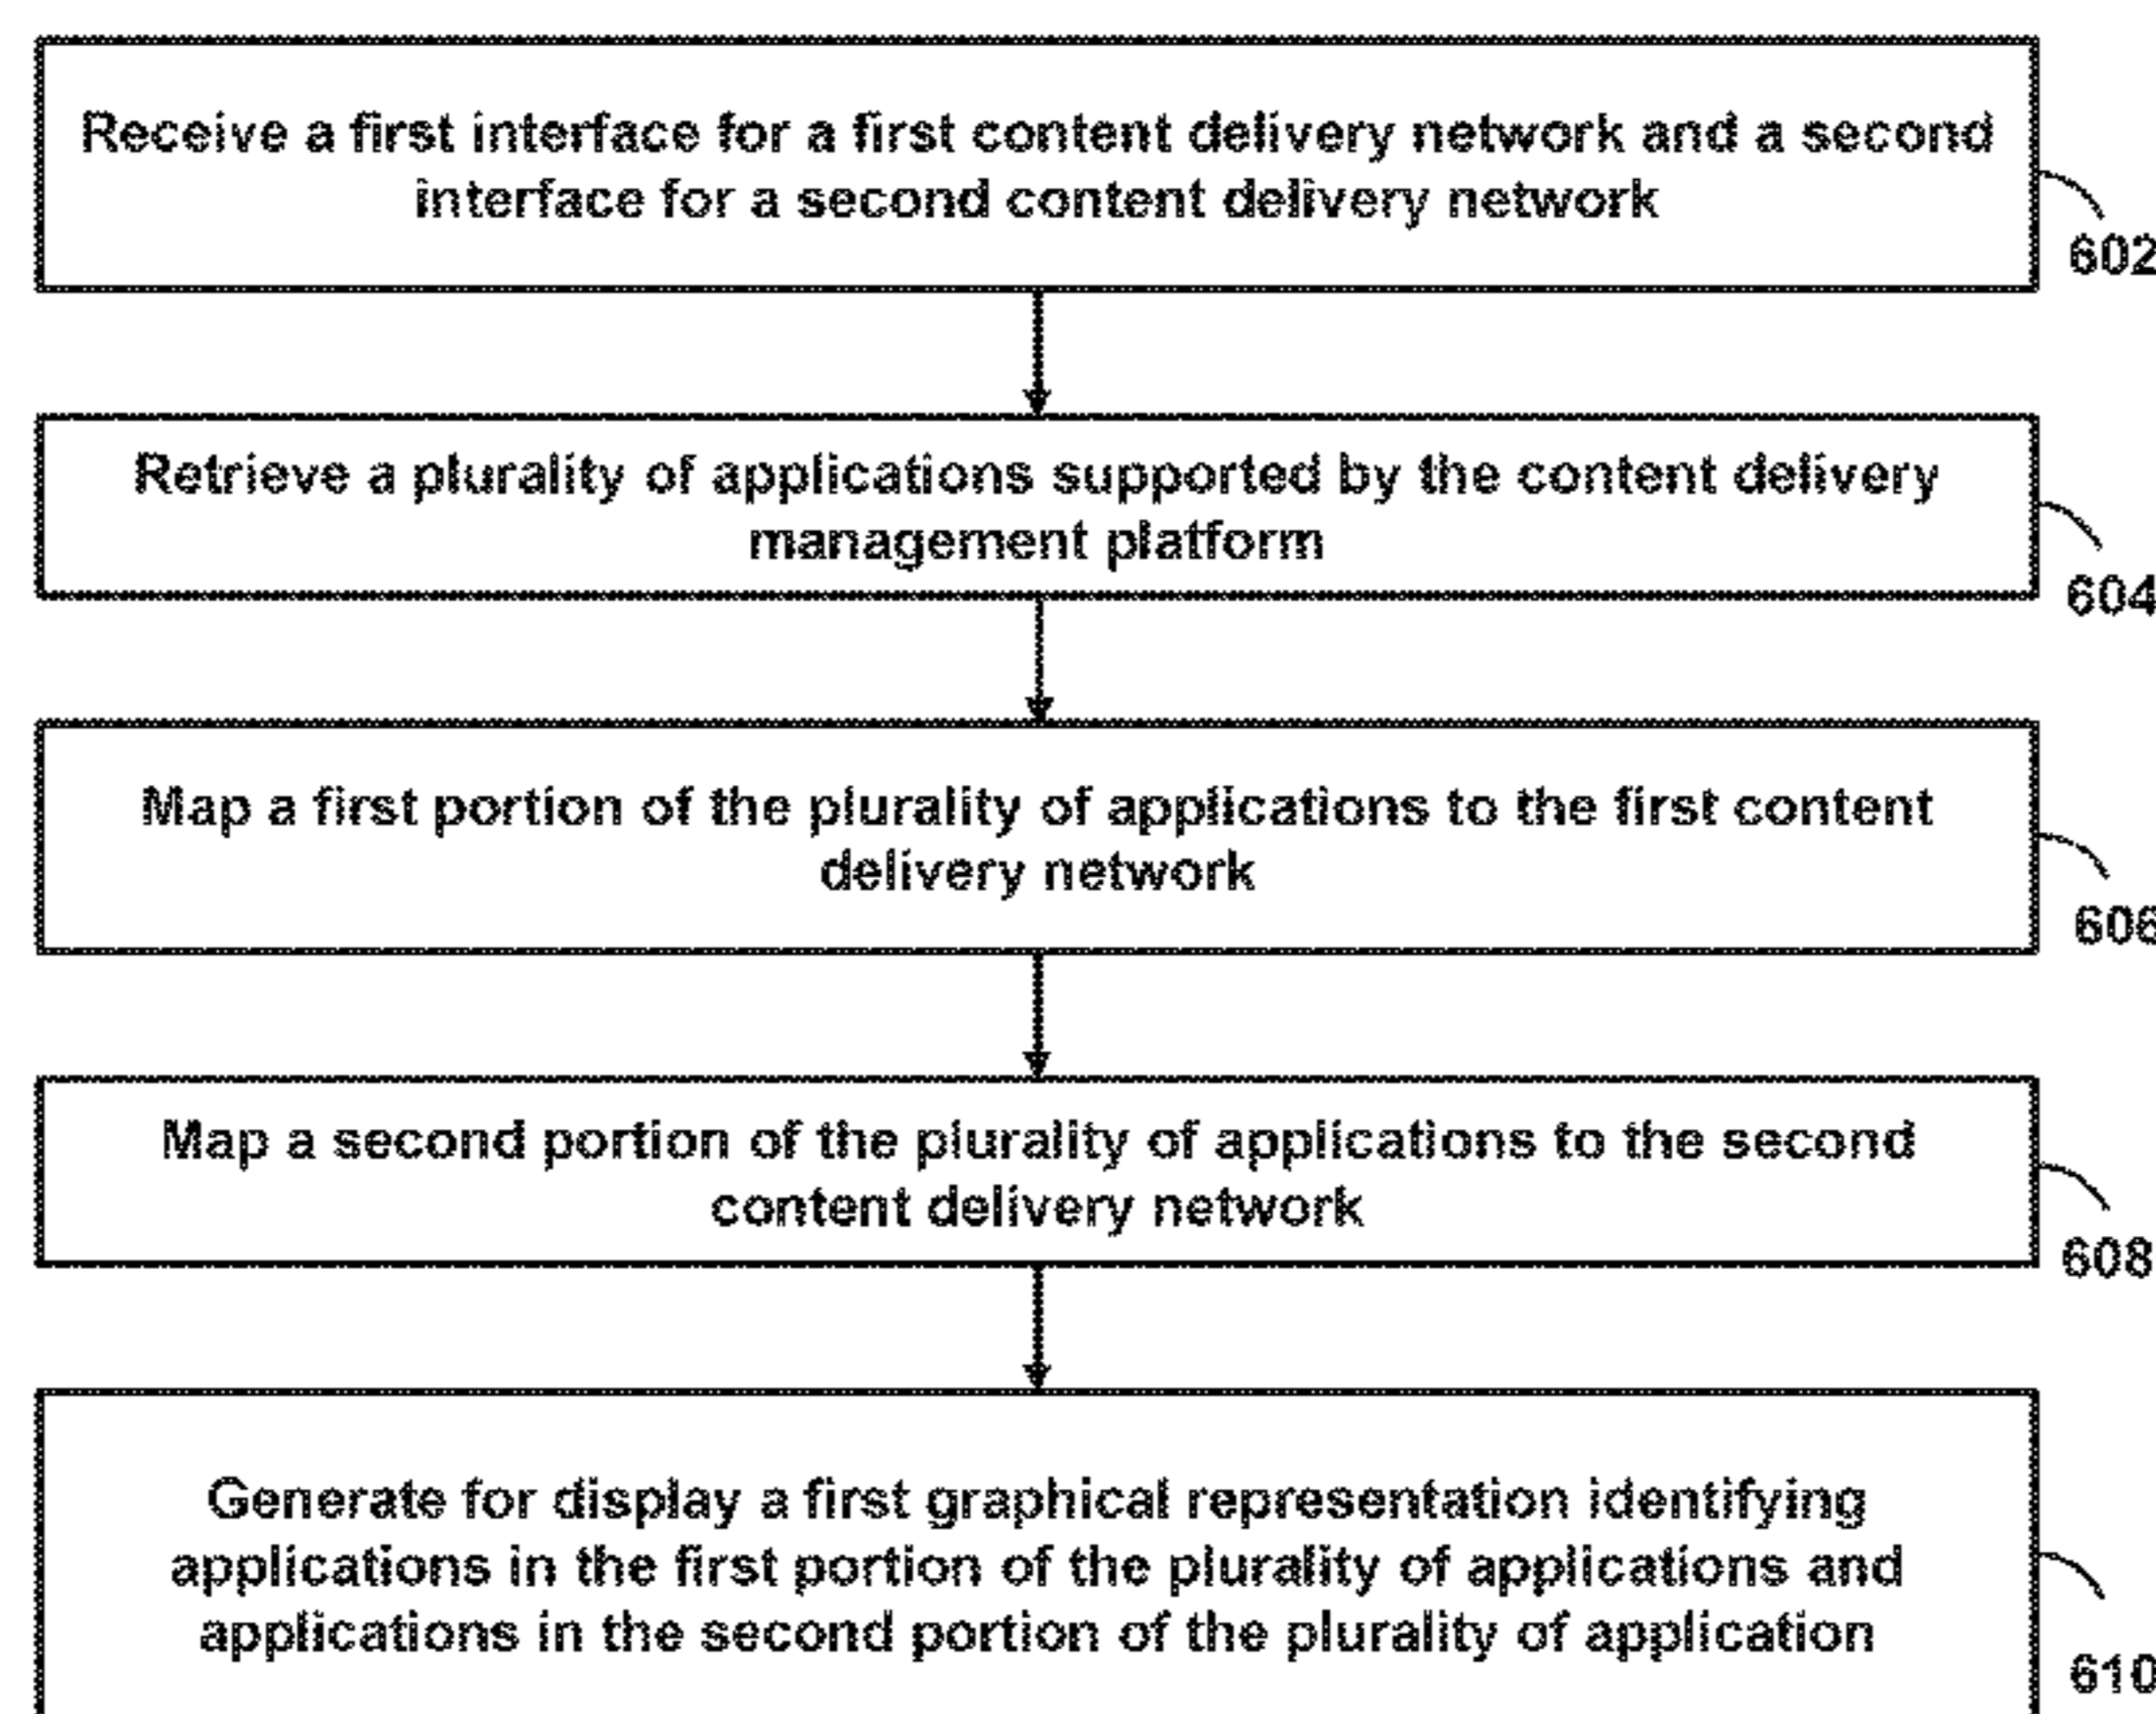 Receive a first interface for a first content delivery network and a second
interface for a second content delivery network
602
Retrieve a plurality of applications supported by the content delivery
management platform
604
Map a first portion of the plurality of applications to the first content
delivery network
606
Map a second portion of the plurality of applications to the second
content delivery network
608
Generate for display a first graphical representation identifying
applications in the first portion of the plurality of applications and
applications in the second portion of the plurality of application
610